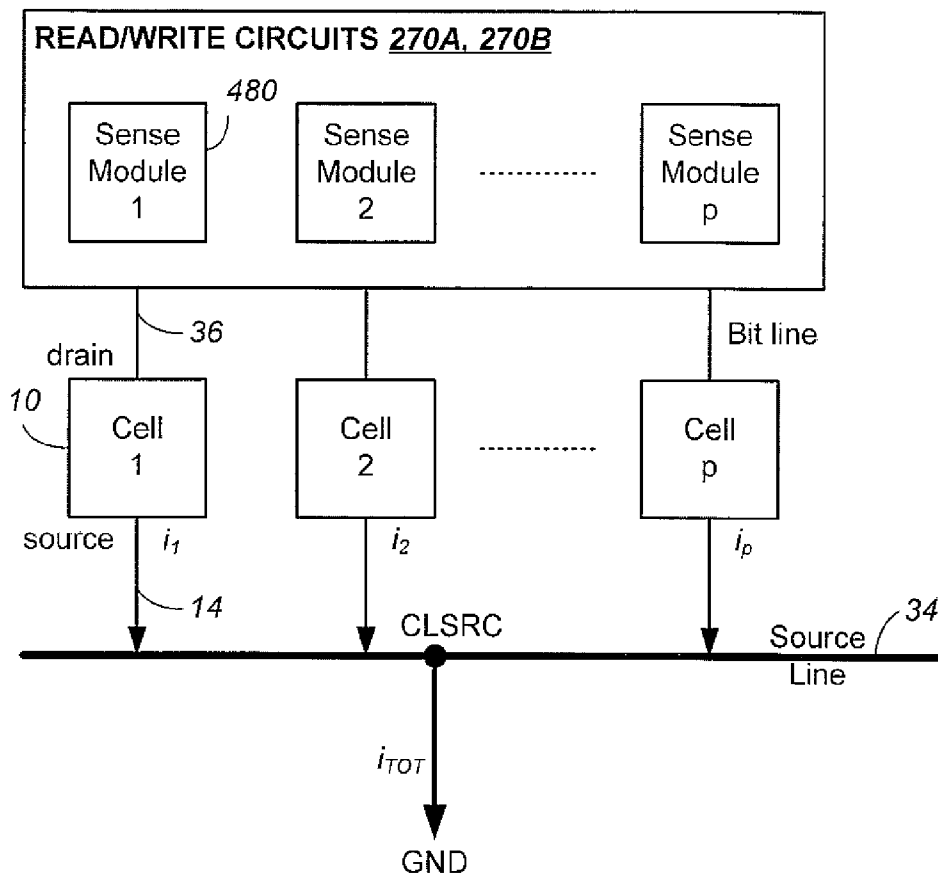 READ/WRITE CIRCUITS 270A, 270B
480
Sense
Module
1
Sense
Module
2
Sense
Module
p
36
drain
Bit line
10
Cell
1
Cell
2
Cell
p
source
i1
i2
ip
14
CLSRC
Source
Line
34
iTOT
GND